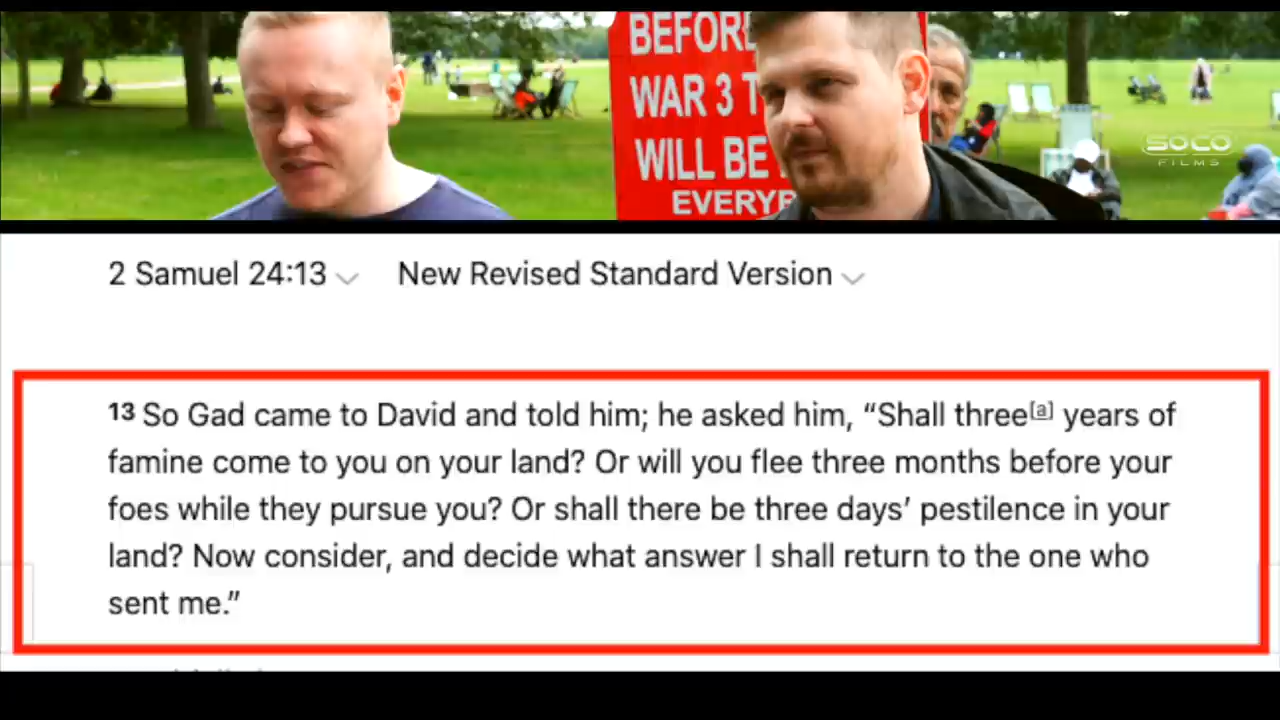 BEFORE
WAR 3 T
WILL BE
EVERYB
SOCO
FILMS
2 Samuel 24:13 New Revised Standard Version
13 So Gad came to David and told him; he asked him, “Shall three[a] years of
famine come to you on your land? Or will you flee three months before your
foes while they pursue you? Or shall there be three days’ pestilence in your
land? Now consider, and decide what answer I shall return to the one who
sent me.”